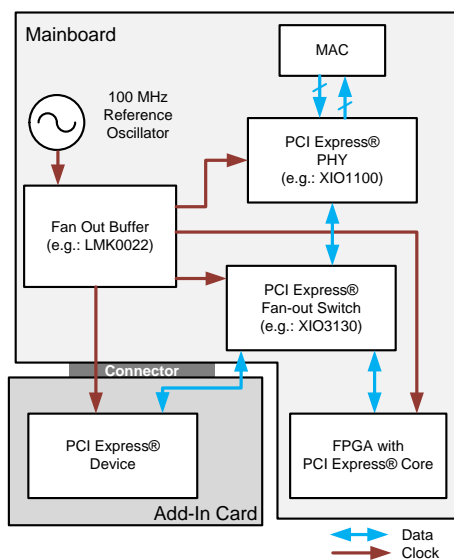 Mainboard
MAC
100 MHz
Reference
Oscillator
PCI Express®
PHY
(e.g.: XIO1100)
Fan Out Buffer
(e.g.: LMK0022)
PCI Express®
Fan-out Switch
(e.g.: XIO3130)
Connector
PCI Express®
Device
FPGA with
PCI Express® Core
Add-In Card
Data
Clock